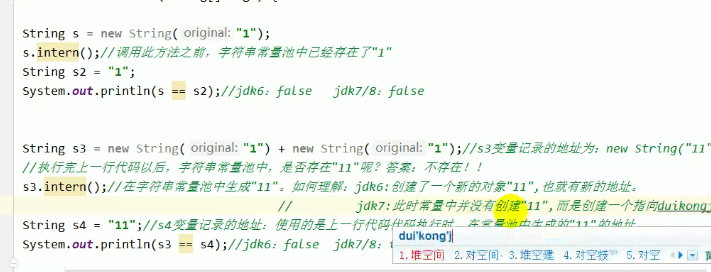 String s = new String( original: "1");
s.intern();//调用此方法之前，字符串常量池中已经存在了"1"
String s2 = "1";
System.out.println(s == s2);//jdk6：false   jdk7/8：false
String s3 = new String( original: "1") + new String( original: "1");//s3变量记录的地址为：new String("11"
//执行完上一行代码以后，字符串常量池中，是否存在"11"呢？答案：不存在！！
s3.intern();//在字符串常量池中生成"11"。如何理解：jdk6:创建了一个新的对象"11",也就有新的地址。
//         jdk7:此时常量中并没有创建"11",而是创建一个指向duikongj
String s4 = "11";//s4变量记录的地址：使用的是上一行代码代码执行时，在常量池中生成的"11"的地址
System.out.println(s3 == s4);//jdk6：false  jdk7/8：
dui'kong'j
1.堆空间 2.对空间、3.堆空建 4.对空技 5.对空